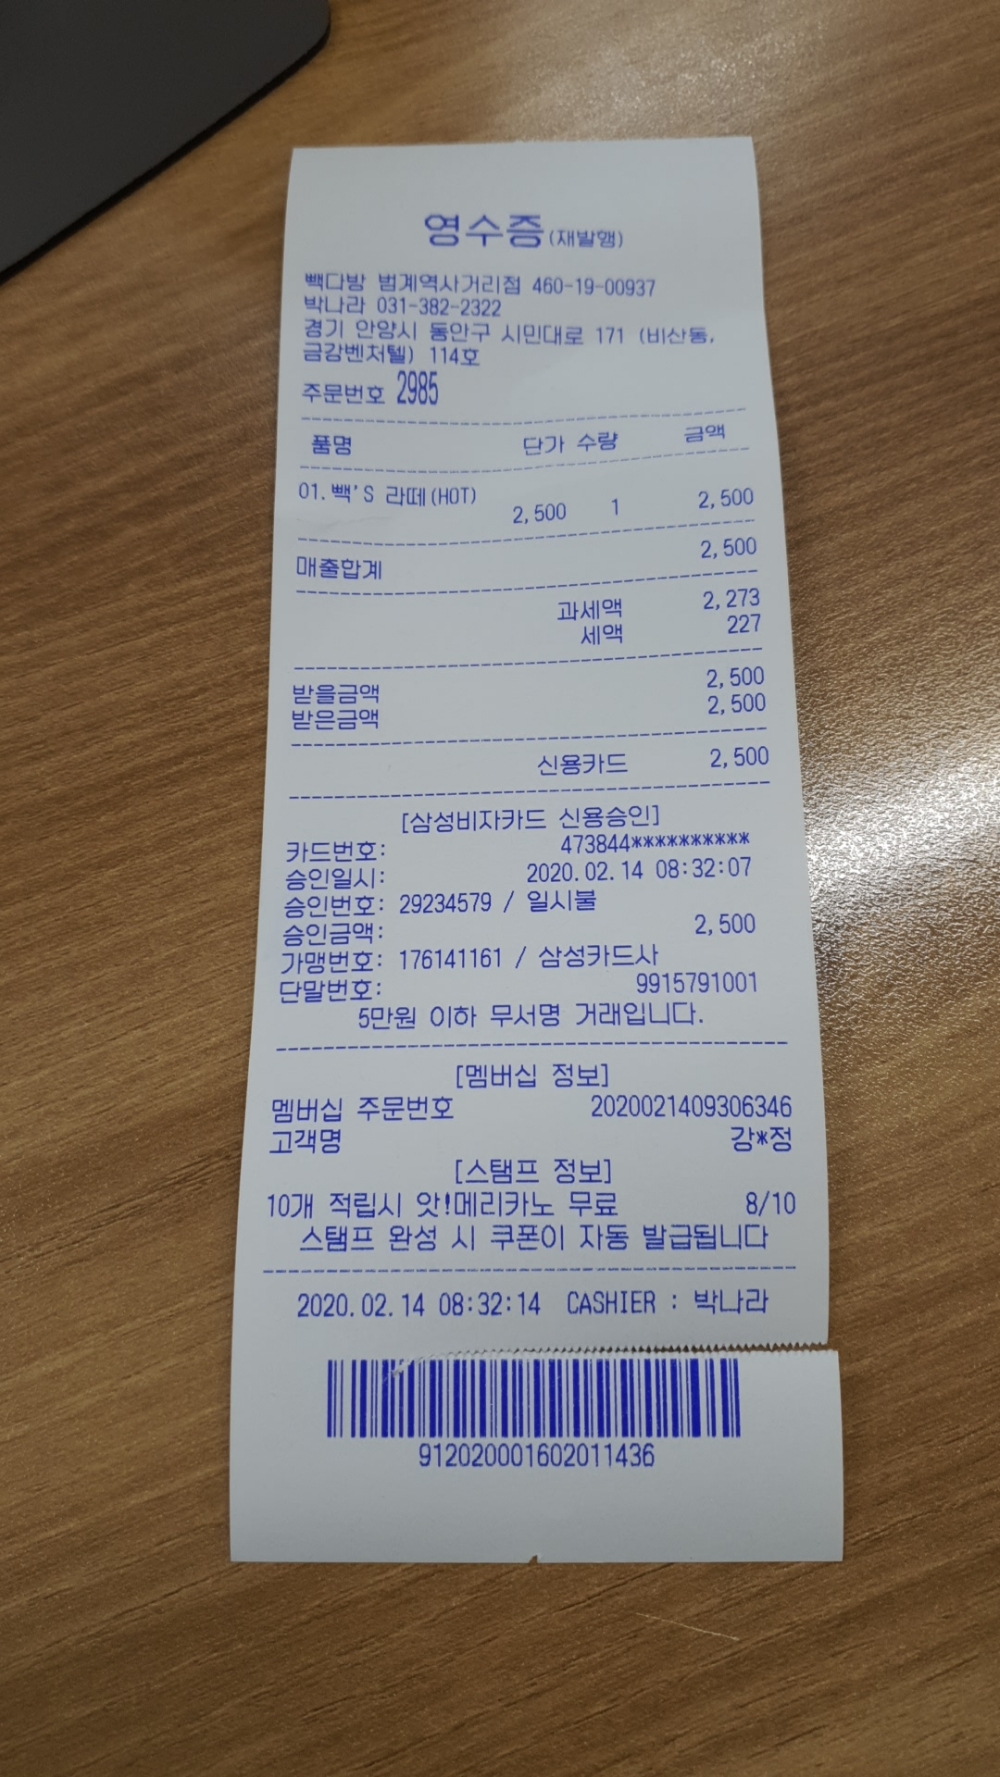 영수증(재발행)
빽다방 범계역사거리점 460-19-00937
박나라 031-382-2322
경기 안양시 동안구 시민대로 171 (비산동,
금강벤처텔) 114호
주문번호 2985
품명 단가 수량 금액
01.빽'S 라떼(HOT)
2,500 1 2,500
매출합계 2,500
과세액 2,273
세액 227
받을금액 2,500
받은금액 2,500
신용카드 2,500
[삼성비자카드 신용승인]
카드번호: 473844**********
승인일시: 2020.02.14 08:32:07
승인번호: 29234579 / 일시불
승인금액: 2,500
가맹번호: 176141161 / 삼성카드사
단말번호: 9915791001
5만원 이하 무서명 거래입니다.
[멤버십 정보]
멤버십 주문번호 2020021409306346
고객명 강*정
[스탬프 정보]
10개 적립시 앗!메리카노 무료 8/10
스탬프 완성 시 쿠폰이 자동 발급됩니다
2020.02.14 08:32:14 CASHIER : 박나라
912020001602011436